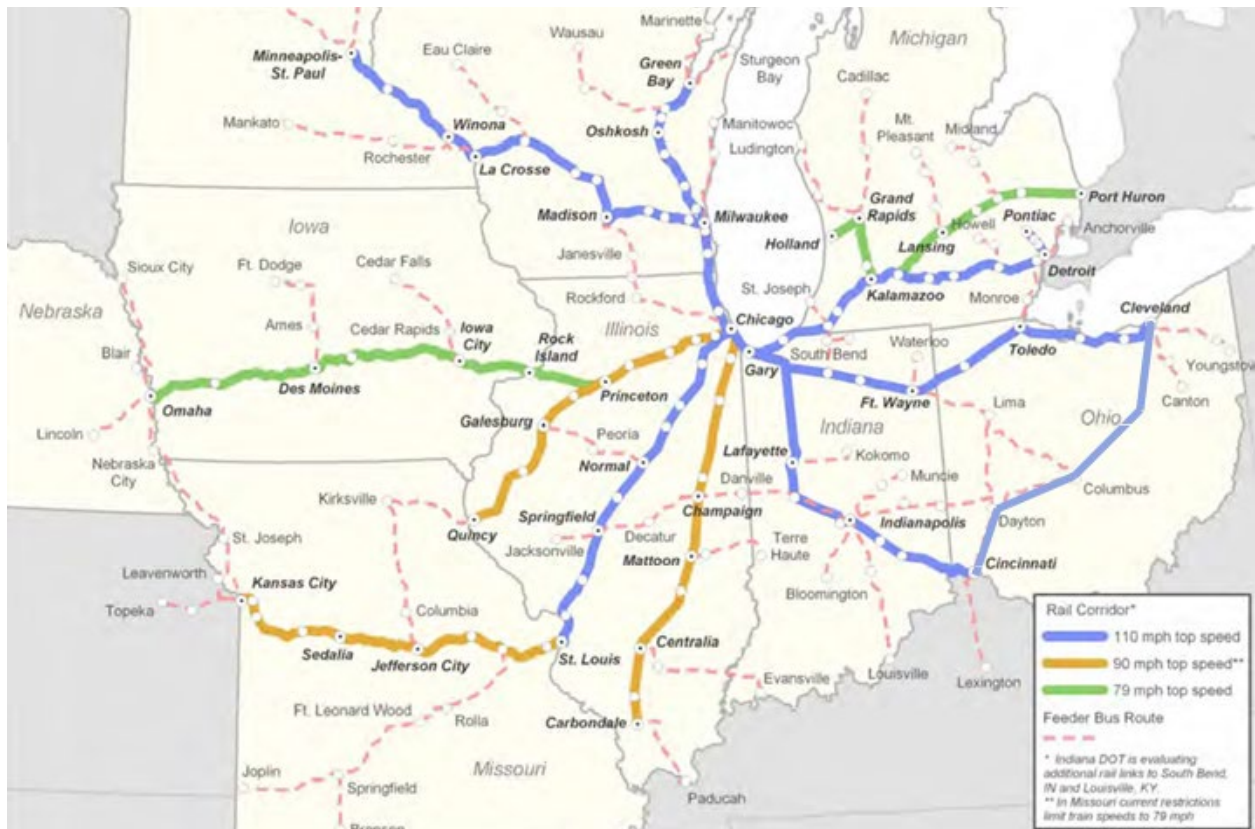 Marinette
Wausau
Michigan
Minneapolis-
St. Paul
Eau Claire
Green
Bay
Sturgeon
Bay
Cadillac
Mankato
Winona
Oshkosh
Manitowoc
Mt.
Pleasant
Midland
Rochester
La Crosse
Ludington
Iowa
Madison
Milwaukee
Grand
Rapids
Port Huron
Howell
Pontiac
Anchorville
Holland
Lansing
Janesville
Detroit
Sioux City
Ft. Dodge
Cedar Falls
Nebraska
Rockford
St. Joseph
Kalamazoo
Monroe
Cleveland
Ames
Cedar Rapids
Iowa
City
Rock
Island
Illinois
Chicago
Blair
South Bend
Waterloo
Toledo
Gary
Youngstow
Des Moines
Princeton
Omaha
Ft. Wayne
Canton
Galesburg
Lima
Ohio
Lincoln
Peoria
Indiana
Nebraska
City
Normal
Lafayette
Kokomo
Kirksville
Danville
Muncie
Columbus
Springfield
Champaign
Indianapolis
Dayton
Quincy
St. Joseph
Jacksonville
Decatur
Terre
Haute
Mattoon
Cincinnati
Leavenworth
Kansas City
Bloomington
Topeka
Columbia
Centralia
Sedalia
Jefferson City
St. Louis
Evansville
Louisville
Lexington
Ft. Leonard Wood
Rolla
Carbondale
Joplin
Missouri
Springfield
Paducah
Branson
Rail Corridor*
110 mph top speed
90 mph top speed**
79 mph top speed
Feeder Bus Route
* Indiana DOT is evaluating
additional rail links to South Bend,
IN and Louisville, KY.
** In Missouri current restrictions
limit train speeds to 79 mph